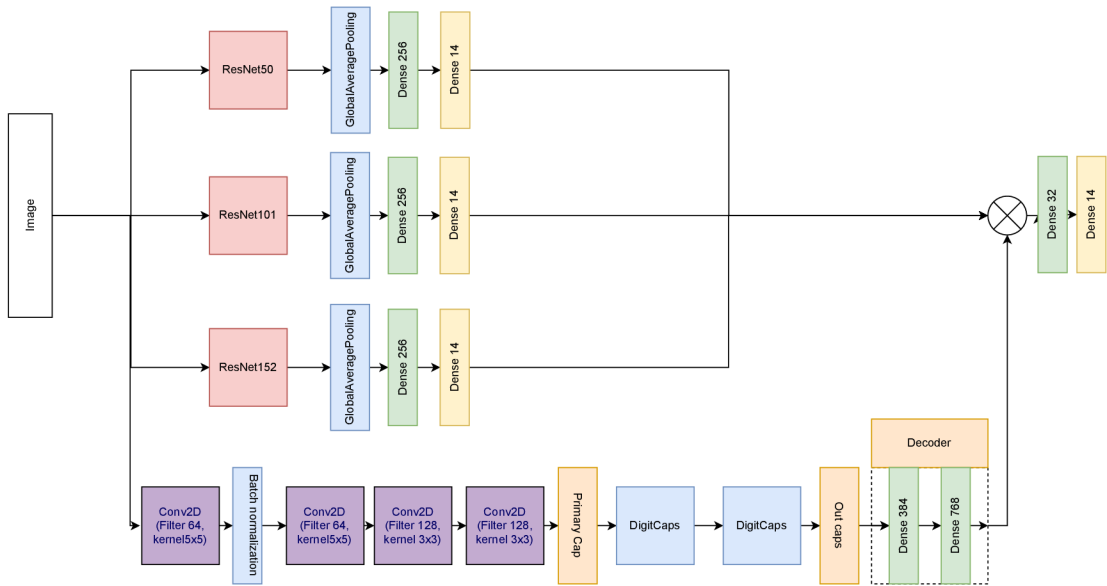 Image
ResNet50
GlobalAveragePooling
Dense 256
Dense 14
ResNet101
GlobalAveragePooling
Dense 256
Dense 14
ResNet152
GlobalAveragePooling
Dense 256
Dense 14
Dense 32
Dense 14
Conv2D
(Filter 64,
kernel5x5)
Batch normalization
Conv2D
(Filter 64,
kernel5x5)
Conv2D
(Filter 128,
kernel 3x3)
Conv2D
(Filter 128,
kernel 3x3)
Primary Cap
DigitCaps
DigitCaps
Out caps
Decoder
Dense 384
Dense 768